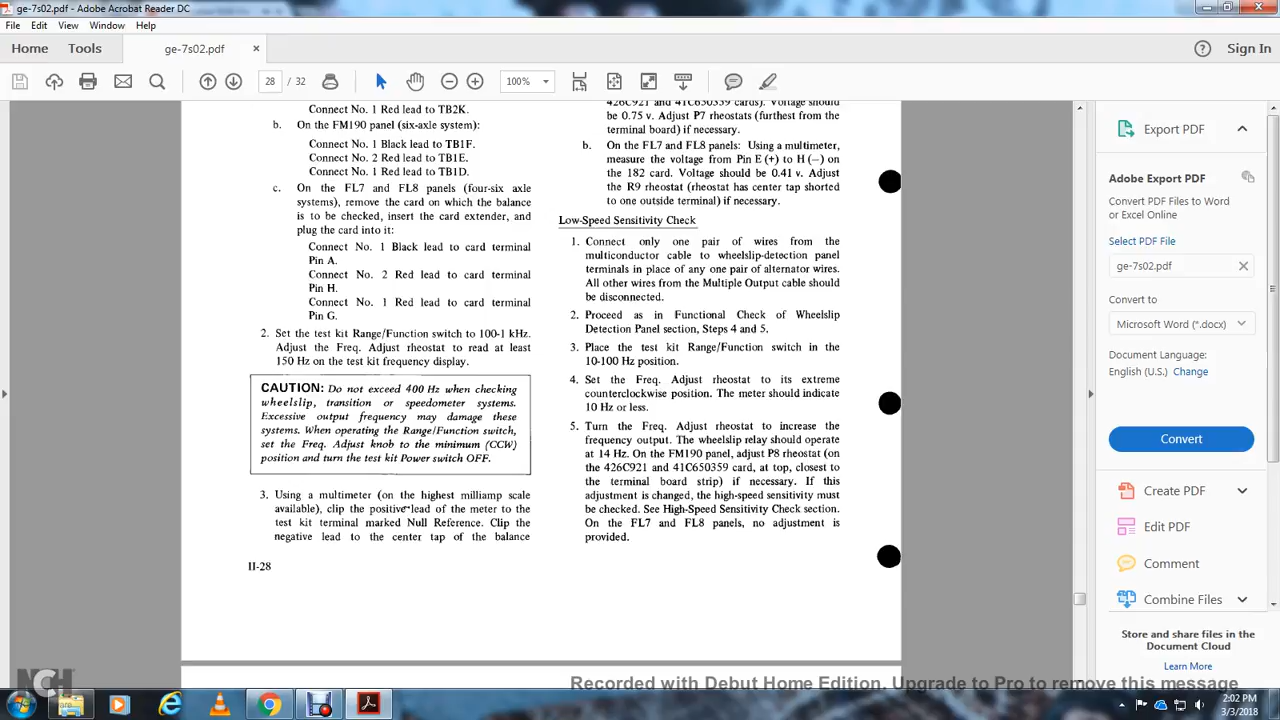 ge-7s02.pdf - Adobe Acrobat Reader DC
File Edit View Window Help
Home Tools ge-7s02.pdf × Sign In
28 / 32 100%
Connect No. 1 Red lead to TB2K.
b. On the FM190 panel (six-axle system):
Connect No. 1 Black lead to TB1F.
Connect No. 2 Red lead to TB1E.
Connect No. 1 Red lead to TB1D.
c. On the FL7 and FL8 panels (four-six axle
systems), remove the card on which the balance
is to be checked, insert the card extender, and
plug the card into it:
Connect No. 1 Black lead to card terminal
Pin A.
Connect No. 2 Red lead to card terminal
Pin H.
Connect No. 1 Red lead to card terminal
Pin G.
2. Set the test kit Range/Function switch to 100-1 kHz.
Adjust the Freq. Adjust rheostat to read at least
150 Hz on the test kit frequency display.
CAUTION: Do not exceed 400 Hz when checking
wheelslip, transition or speedometer systems.
Excessive output frequency may damage these
systems. When operating the Range/Function switch,
set the Freq. Adjust knob to the minimum (CCW)
position and turn the test kit Power switch OFF.
3. Using a multimeter (on the highest milliamp scale
available), clip the positive lead of the meter to the
test kit terminal marked Null Reference. Clip the
negative lead to the center tap of the balance
II-28
426C921 and 41C650359 cards). Voltage should
be 0.75 v. Adjust P7 rheostats (furthest from the
terminal board) if necessary.
b. On the FL7 and FL8 panels: Using a multimeter,
measure the voltage from Pin E (+) to H (−) on
the 182 card. Voltage should be 0.41 v. Adjust
the R9 rheostat (rheostat has center tap shorted
to one outside terminal) if necessary.
Low-Speed Sensitivity Check
1. Connect only one pair of wires from the
multiconductor cable to wheelslip-detection panel
terminals in place of any one pair of alternator wires.
All other wires from the Multiple Output cable should
be disconnected.
2. Proceed as in Functional Check of Wheelslip
Detection Panel section, Steps 4 and 5.
3. Place the test kit Range/Function switch in the
10-100 Hz position.
4. Set the Freq. Adjust rheostat to its extreme
counterclockwise position. The meter should indicate
10 Hz or less.
5. Turn the Freq. Adjust rheostat to increase the
frequency output. The wheelslip relay should operate
at 14 Hz. On the FM190 panel, adjust P8 rheostat (on
the 426C921 and 41C650359 card, at top, closest to
the terminal board strip) if necessary. If this
adjustment is changed, the high-speed sensitivity must
be checked. See High-Speed Sensitivity Check section.
On the FL7 and FL8 panels, no adjustment is
provided.
Export PDF
Adobe Export PDF
Convert PDF Files to Word
or Excel Online
Select PDF File
ge-7s02.pdf
Convert to
Microsoft Word (*.docx)
Document Language:
English (U.S.) Change
Convert
Create PDF
Edit PDF
Comment
Combine Files
Store and share files in the
Document Cloud
Learn More
NCH
Recorded with Debut Home Edition. Upgrade to Pro to remove this message
2:02 PM
3/3/2018